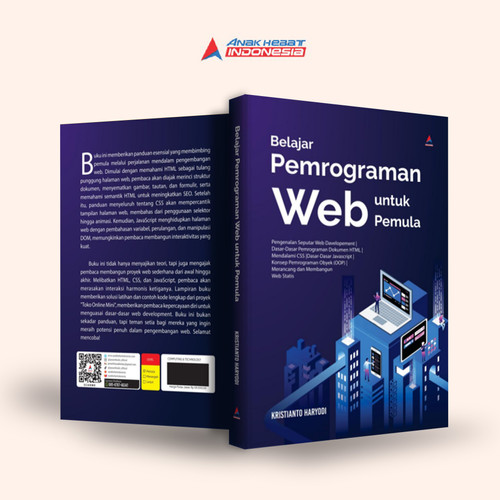 ANAK HEBAT
INDONESIA
Buku ini memberikan panduan esensial yang membimbing
pemula melalui perjalanan mendalam pengembangan
web. Dimulai dengan memahami HTML sebagai tulang
punggung halaman web, pembaca akan diajak merinci struktur
dokumen, menyematkan gambar, tautan, dan formulir, serta
memahami semantik HTML untuk meningkatkan SEO. Setelah
itu, panduan menyeluruh tentang CSS akan mempercantik
tampilan halaman web, membahas dari penggunaan selektor
hingga animasi. Kemudian, JavaScript menghidupkan halaman
web dengan pembahasan variabel, perulangan, dan manipulasi
DOM, memungkinkan pembaca membangun interaktivitas yang
kuat.
Buku ini tidak hanya menyajikan teori, tapi juga mengajak
pembaca membangun proyek web sederhana dari awal hingga
akhir. Melibatkan HTML, CSS, dan JavaScript, pembaca akan
merasakan interaksi harmonis ketiganya. Lampiran buku
memberikan solusi latihan dan contoh kode lengkap dari proyek
"Toko Online Mini", memberikan pembaca kepercayaan diri untuk
menguasai dasar-dasar web development. Buku ini bukan
sekadar panduan, tapi teman setia bagi mereka yang ingin
meraih potensi penuh dalam pengembangan web. Selamat
mencoba!
COMPUTING & TECHNOLOGY
Belajar Pemrograman Web untuk Pemula
KRISTIANTO HARYODI
Belajar
Pemrograman
Web untuk
Pemula
Pengenalan Seputar Web Development |
Dasar-Dasar Pemrograman Dokumen HTML |
Mendalami CSS |Dasar-Dasar Javascript |
Konsep Pemrograman Obyek (OOP) |
Merancang dan Membangun
Web Statis
KRISTIANTO HARYODI